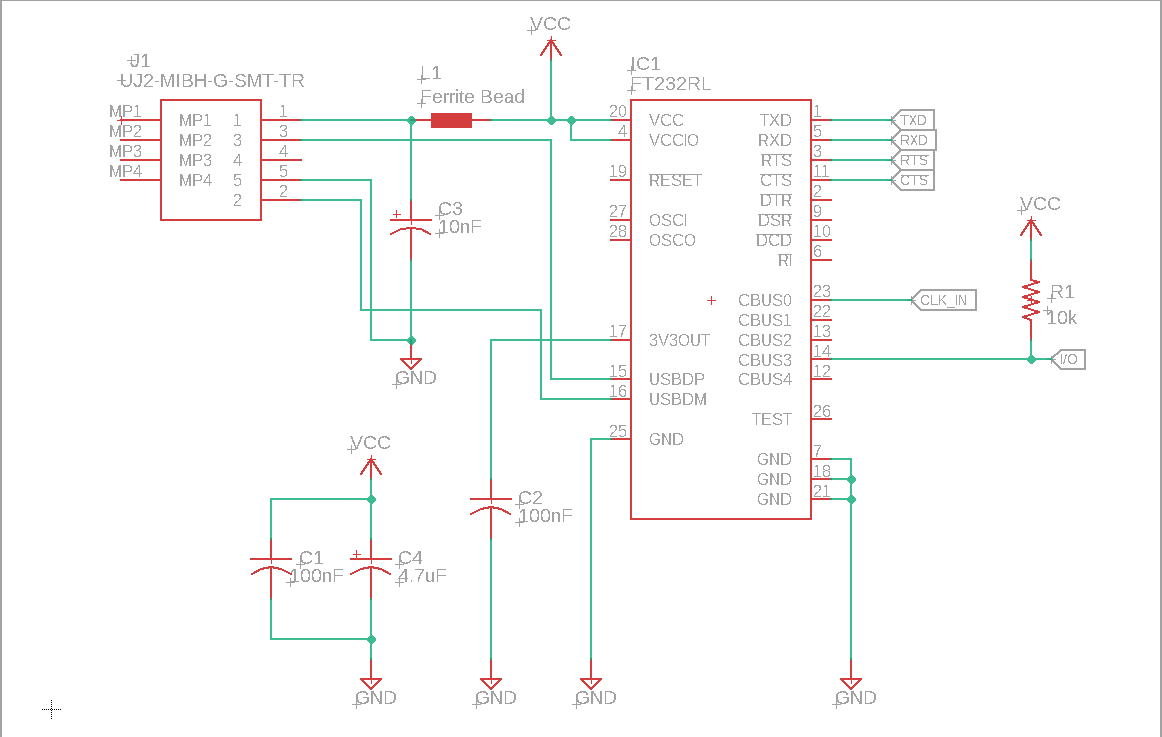 VCC
J1
UJ2-MIBH-G-SMT-TR
L1
Ferrite Bead
IC1
FT232RL
MP1 MP1 1 1
MP2 MP2 3 3
MP3 MP3 4 4
MP4 MP4 5 5
2 2
20 VCC TXD 1 TXD
4 VCCIO RXD 5 RXD
RTS 3 RTS
19 RESET CTS 11 CTS
DTR 2
27 OSCI DSR 9
28 OSCO DCD 10
RI 6
C3
10nF
GND
VCC
R1
10k
CBUS0 23 CLK_IN
CBUS1 22
17 3V3OUT CBUS2 13
CBUS3 14 I/O
15 USBDP CBUS4 12
16 USBDM
TEST 26
25 GND
GND 7
GND 18
GND 21
VCC
C2
100nF
C1
100nF
C4
4.7uF
GND
GND
GND
GND